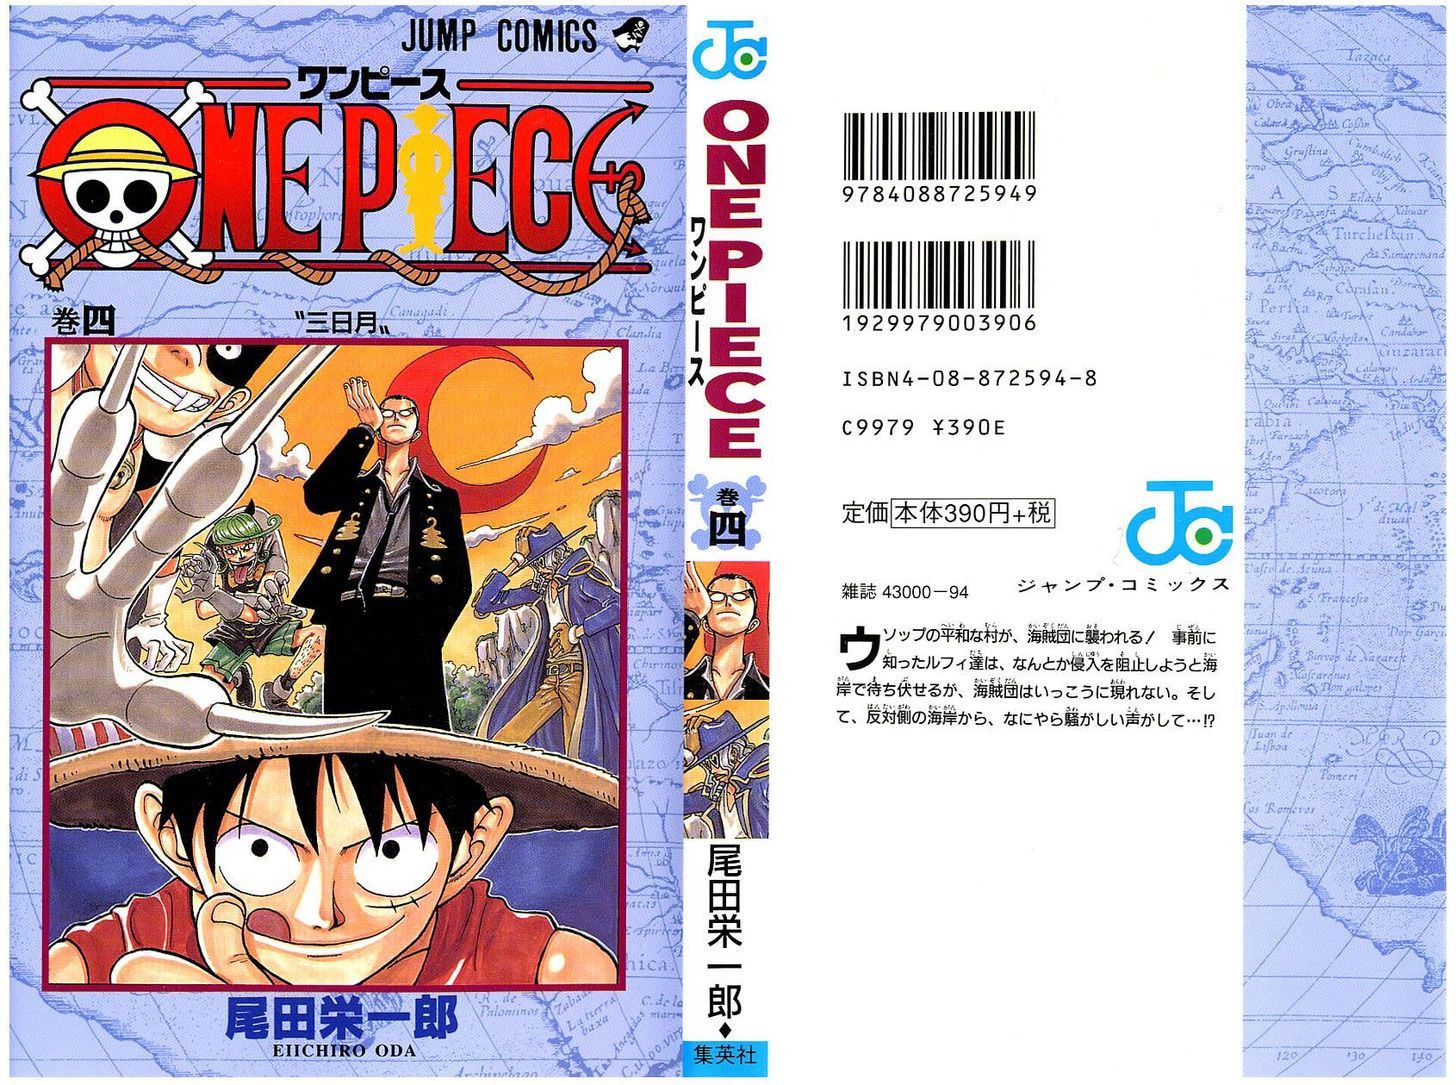 JUMP COMICS
ワンピース
ONE PIECE
巻四
〝三日月〟
尾田栄一郎
EIICHIRO ODA
JC
ONE PIECE
ワンピース
巻四
尾田栄一郎◆
集英社
9784088725949
1929979003906
ISBN4-08-872594-8
C9979 ¥390E
定価 本体390円+税
雑誌 43000-94
JC
ジャンプ・コミックス
ウソップの平和な村が、海賊団に襲われる! 事前に
知ったルフィ達は、なんとか侵入を阻止しようと海
岸で待ち伏せるが、海賊団はいっこうに現れない。そし
て、反対側の海岸から、なにやら騒がしい声がして…!?